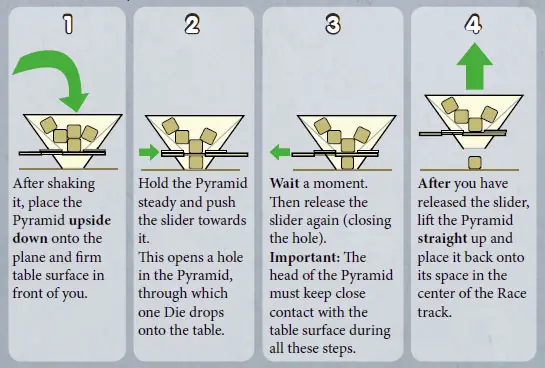 1
After shaking
it, place the
Pyramid upside
down onto the
plane and firm
table surface in
front of you.
2
Hold the Pyramid
steady and push
the slider towards
it.
This opens a hole
in the Pyramid,
through which
one Die drops
onto the table.
3
Wait a moment.
Then release the
slider again (closing
the hole).
Important: The
head of the Pyramid
must keep close
contact with the
table surface during
all these steps.
4
After you have
released the slider,
lift the Pyramid
straight up and
place it back onto
its space in the
center of the Race
track.